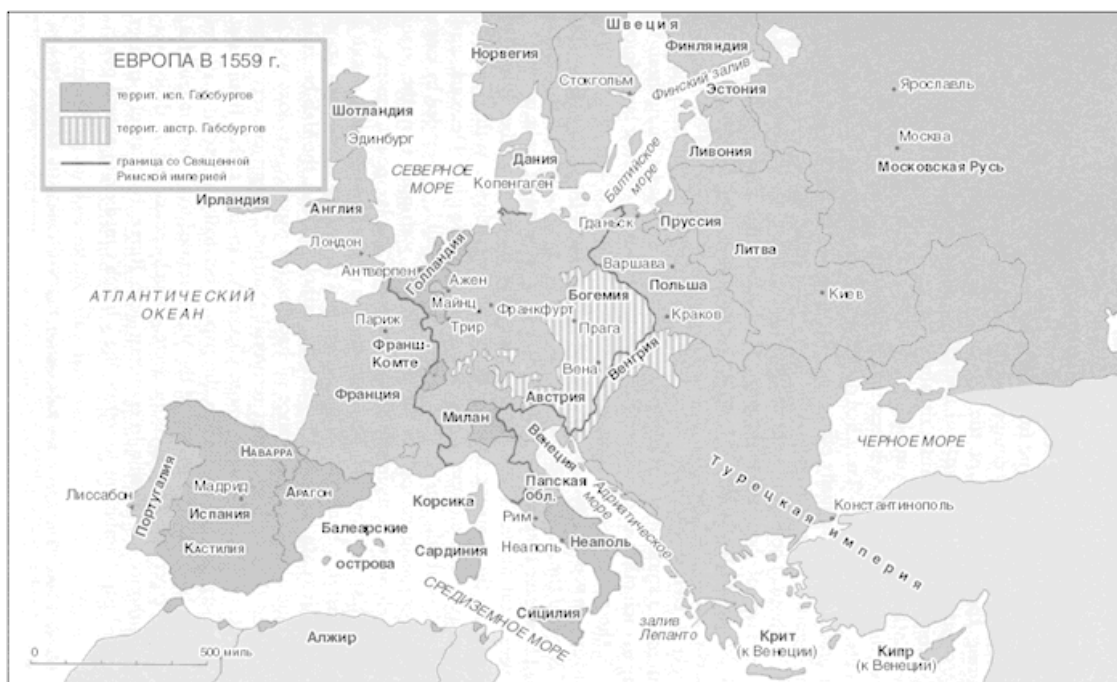 ЕВРОПА В 1559 г.
террит. исп. Габсбургов
террит. австр. Габсбургов
граница со Священной
Римской империей
Швеция
Норвегия
Финляндия
Стокгольм
Финский залив
Эстония
Ярославль
Москва
Московская Русь
Шотландия
Эдинбург
СЕВЕРНОЕ
МОРЕ
Дания
Копенгаген
Балтийское
море
Ливония
Ирландия
Англия
Лондон
Гданьск
Пруссия
Литва
Антверпен
Голландия
Ажен
Варшава
Польша
Киев
АТЛАНТИЧЕСКИЙ
ОКЕАН
Майнц
Франкфурт
Богемия
Прага
Краков
Париж
Трир
Франш-
Комте
Вена
Венгрия
Франция
Австрия
Милан
Венеция
ЧЕРНОЕ МОРЕ
НАВАРРА
Португалия
Лиссабон
Мадрид
АРАГОН
Испания
КАСТИЛИЯ
Корсика
Папская
обл.
Адриатическое
море
Турецкая империя
Константинополь
Балеарские
острова
Рим
Неаполь
Неаполь
Сардиния
СРЕДИЗЕМНОЕ МОРЕ
Сицилия
залив
Лепанто
Алжир
Крит
(к Венеции)
Кипр
(к Венеции)
0
500 миль